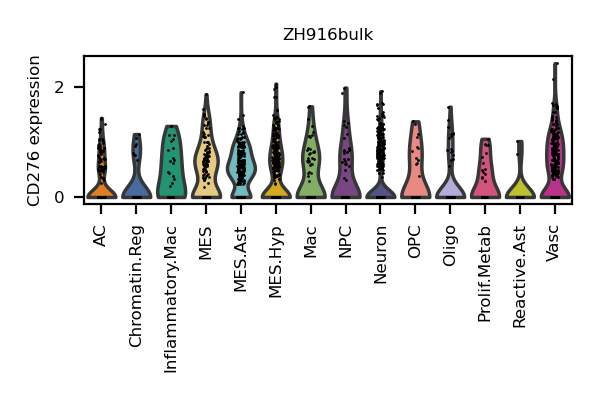 ZH916bulk
CD276 expression
2
0
AC
Chromatin.Reg
Inflammatory.Mac
MES
MES.Ast
MES.Hyp
Mac
NPC
Neuron
OPC
Oligo
Prolif.Metab
Reactive.Ast
Vasc